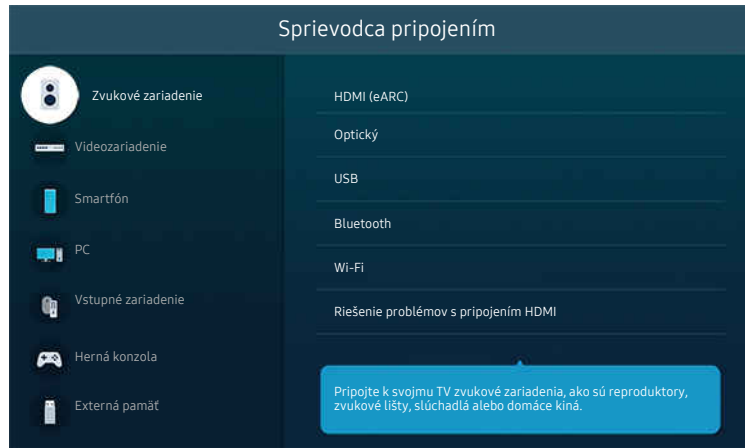 Sprievodca pripojením
Zvukové zariadenie
Videozariadenie
Smartfón
PC
Vstupné zariadenie
Herná konzola
Externá pamäť
HDMI (eARC)
Optický
USB
Bluetooth
Wi-Fi
Riešenie problémov s pripojením HDMI
Pripojte k svojmu TV zvukové zariadenia, ako sú reproduktory,
zvukové lišty, slúchadlá alebo domáce kiná.